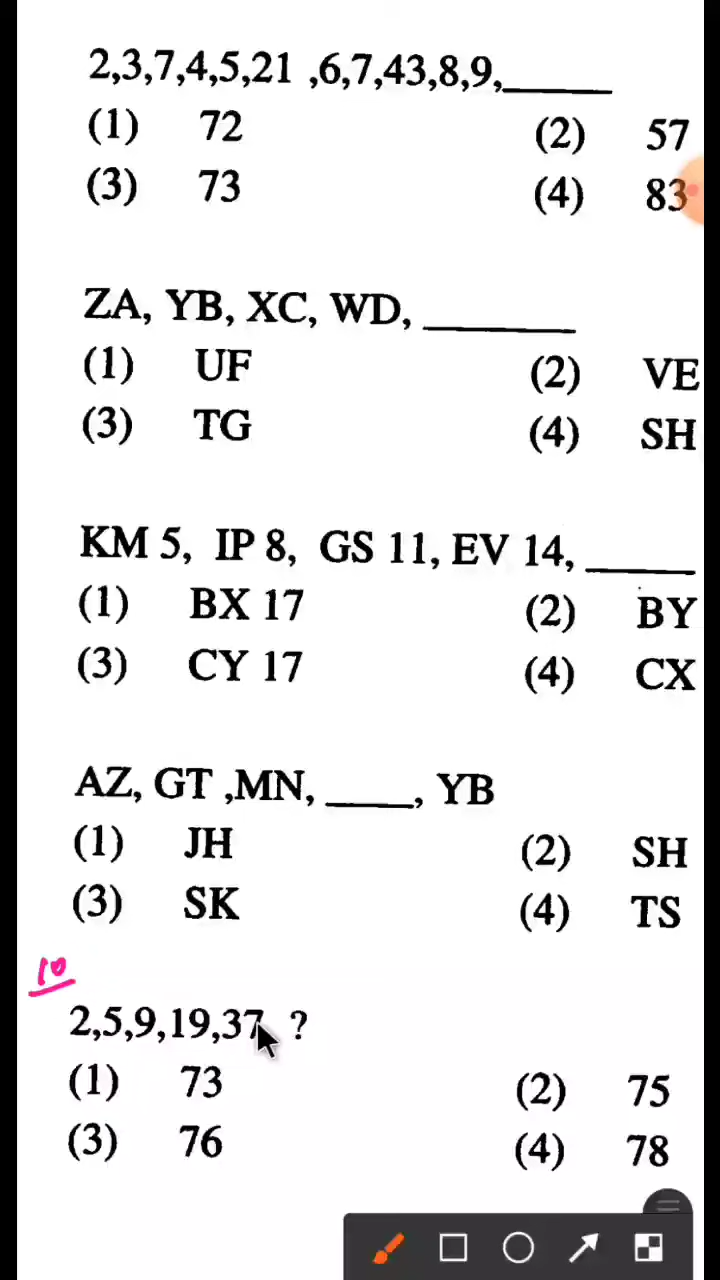 2,3,7,4,5,21 ,6,7,43,8,9,_____
(1) 72 (2) 57
(3) 73 (4) 83
ZA, YB, XC, WD, _______
(1) UF (2) VE
(3) TG (4) SH
KM 5, IP 8, GS 11, EV 14, _____
(1) BX 17 (2) BY
(3) CY 17 (4) CX
AZ, GT ,MN, ____, YB
(1) JH (2) SH
(3) SK (4) TS
10
2,5,9,19,37, ?
(1) 73 (2) 75
(3) 76 (4) 78